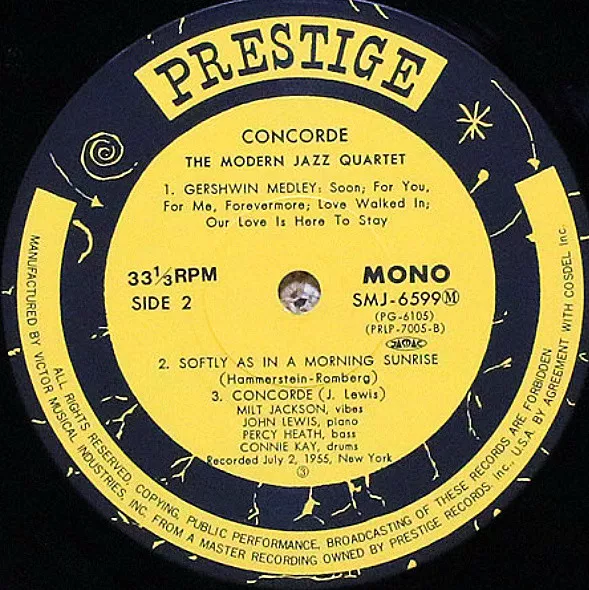 PRESTIGE
CONCORDE
THE MODERN JAZZ QUARTET
1. GERSHWIN MEDLEY: Soon; For You,
For Me, Forevermore; Love Walked In;
Our Love Is Here To Stay
33⅓RPM
SIDE 2
MONO
SMJ-6599Ⓜ
(PG-6105)
(PRLP-7005-B)
JASRAC
2. SOFTLY AS IN A MORNING SUNRISE
(Hammerstein-Romberg)
3. CONCORDE (J. Lewis)
MILT JACKSON, vibes
JOHN LEWIS, piano
PERCY HEATH, bass
CONNIE KAY, drums
Recorded July 2, 1955, New York
③
ALL RIGHTS RESERVED, COPYING, PUBLIC PERFORMANCE, BROADCASTING OF THESE RECORDS ARE FORBIDDEN
MANUFACTURED BY VICTOR MUSICAL INDUSTRIES, INC. FROM A MASTER RECORDING OWNED BY PRESTIGE RECORDS, Inc., U.S.A. BY AGREEMENT WITH COSDEL Inc.